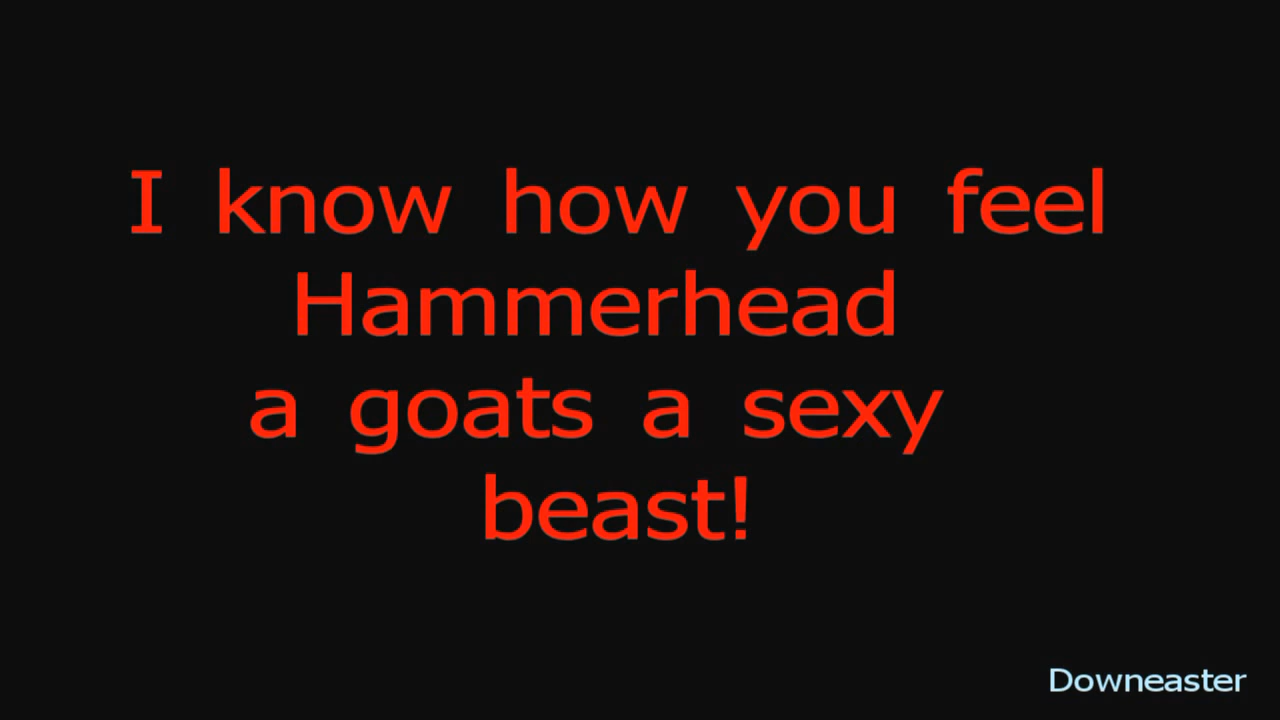 I know how you feel
Hammerhead
a goats a sexy
beast!
Downeaster